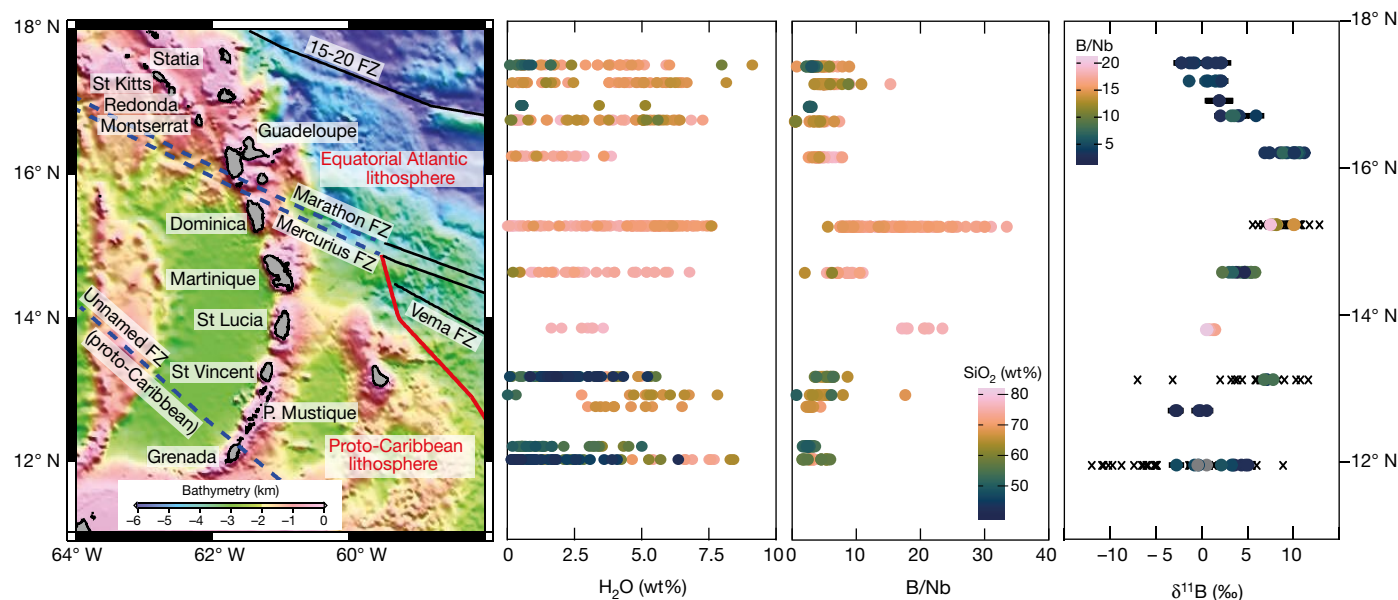 18° N
16° N
14° N
12° N
64° W
62° W
60° W
Statia
15-20 FZ
St Kitts
Redonda
Montserrat
Guadeloupe
Equatorial Atlantic
lithosphere
Marathon FZ
Mercurius FZ
Dominica
Martinique
Vema FZ
St Lucia
Unnamed FZ
(proto-Caribbean)
St Vincent
P. Mustique
Grenada
Proto-Caribbean
lithosphere
Bathymetry (km)
–6 –5 –4 –3 –2 –1 0
0 2.5 5.0 7.5 10
H₂O (wt%)
SiO₂ (wt%)
80
70
60
50
0 10 20 30 40
B/Nb
B/Nb
20
15
10
5
–10 –5 0 5 10
δ¹¹B (‰)
18° N
16° N
14° N
12° N